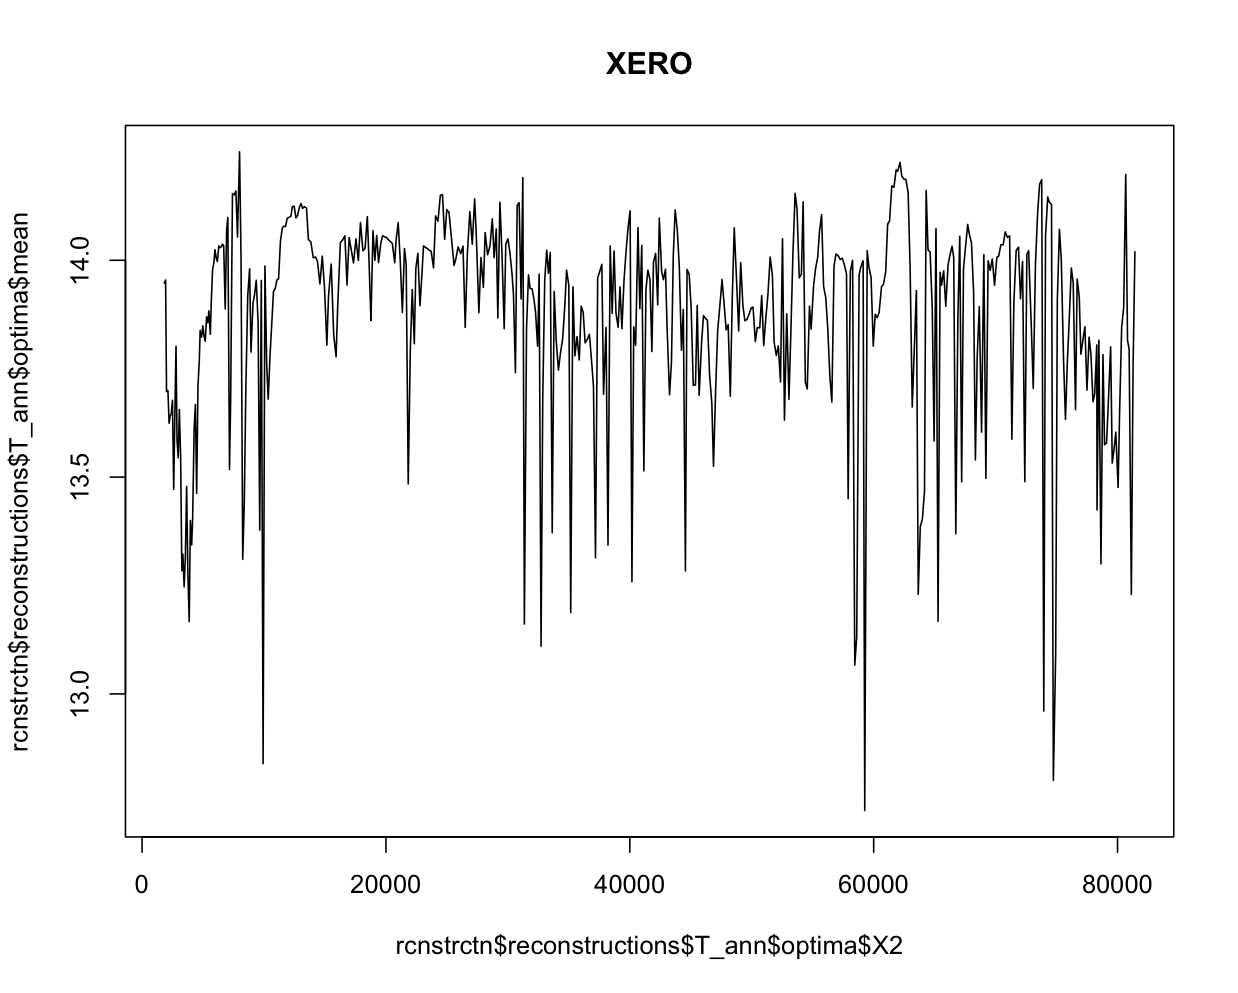 XERO
rcnstrctn$reconstructions$T_ann$optima$mean
14.0
13.5
13.0
0 20000 40000 60000 80000
rcnstrctn$reconstructions$T_ann$optima$X2